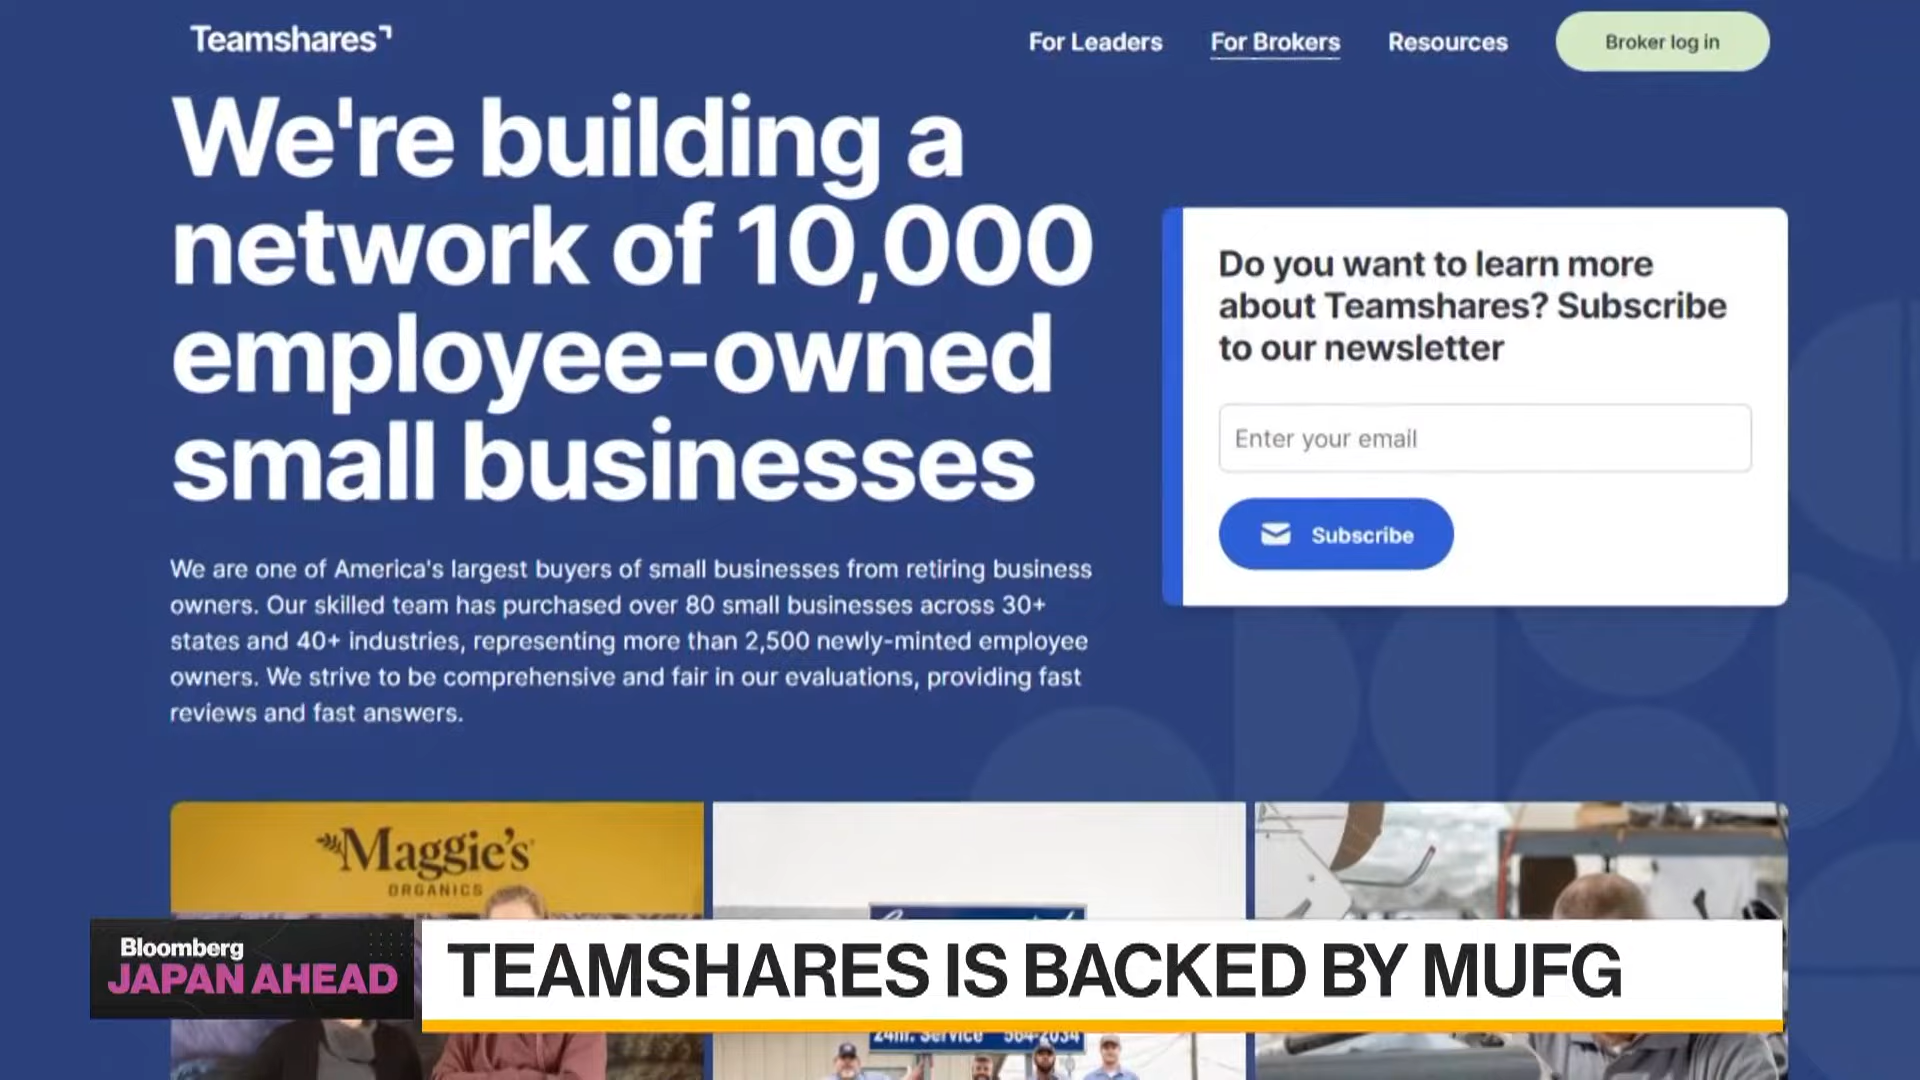 Teamshares
For Leaders
For Brokers
Resources
Broker log in
We're building a
network of 10,000
employee-owned
small businesses
We are one of America's largest buyers of small businesses from retiring business
owners. Our skilled team has purchased over 80 small businesses across 30+
states and 40+ industries, representing more than 2,500 newly-minted employee
owners. We strive to be comprehensive and fair in our evaluations, providing fast
reviews and fast answers.
Do you want to learn more
about Teamshares? Subscribe
to our newsletter
Enter your email
Subscribe
Maggie's
ORGANICS
Bloomberg
JAPAN AHEAD
TEAMSHARES IS BACKED BY MUFG
24hr. Service 564-2034